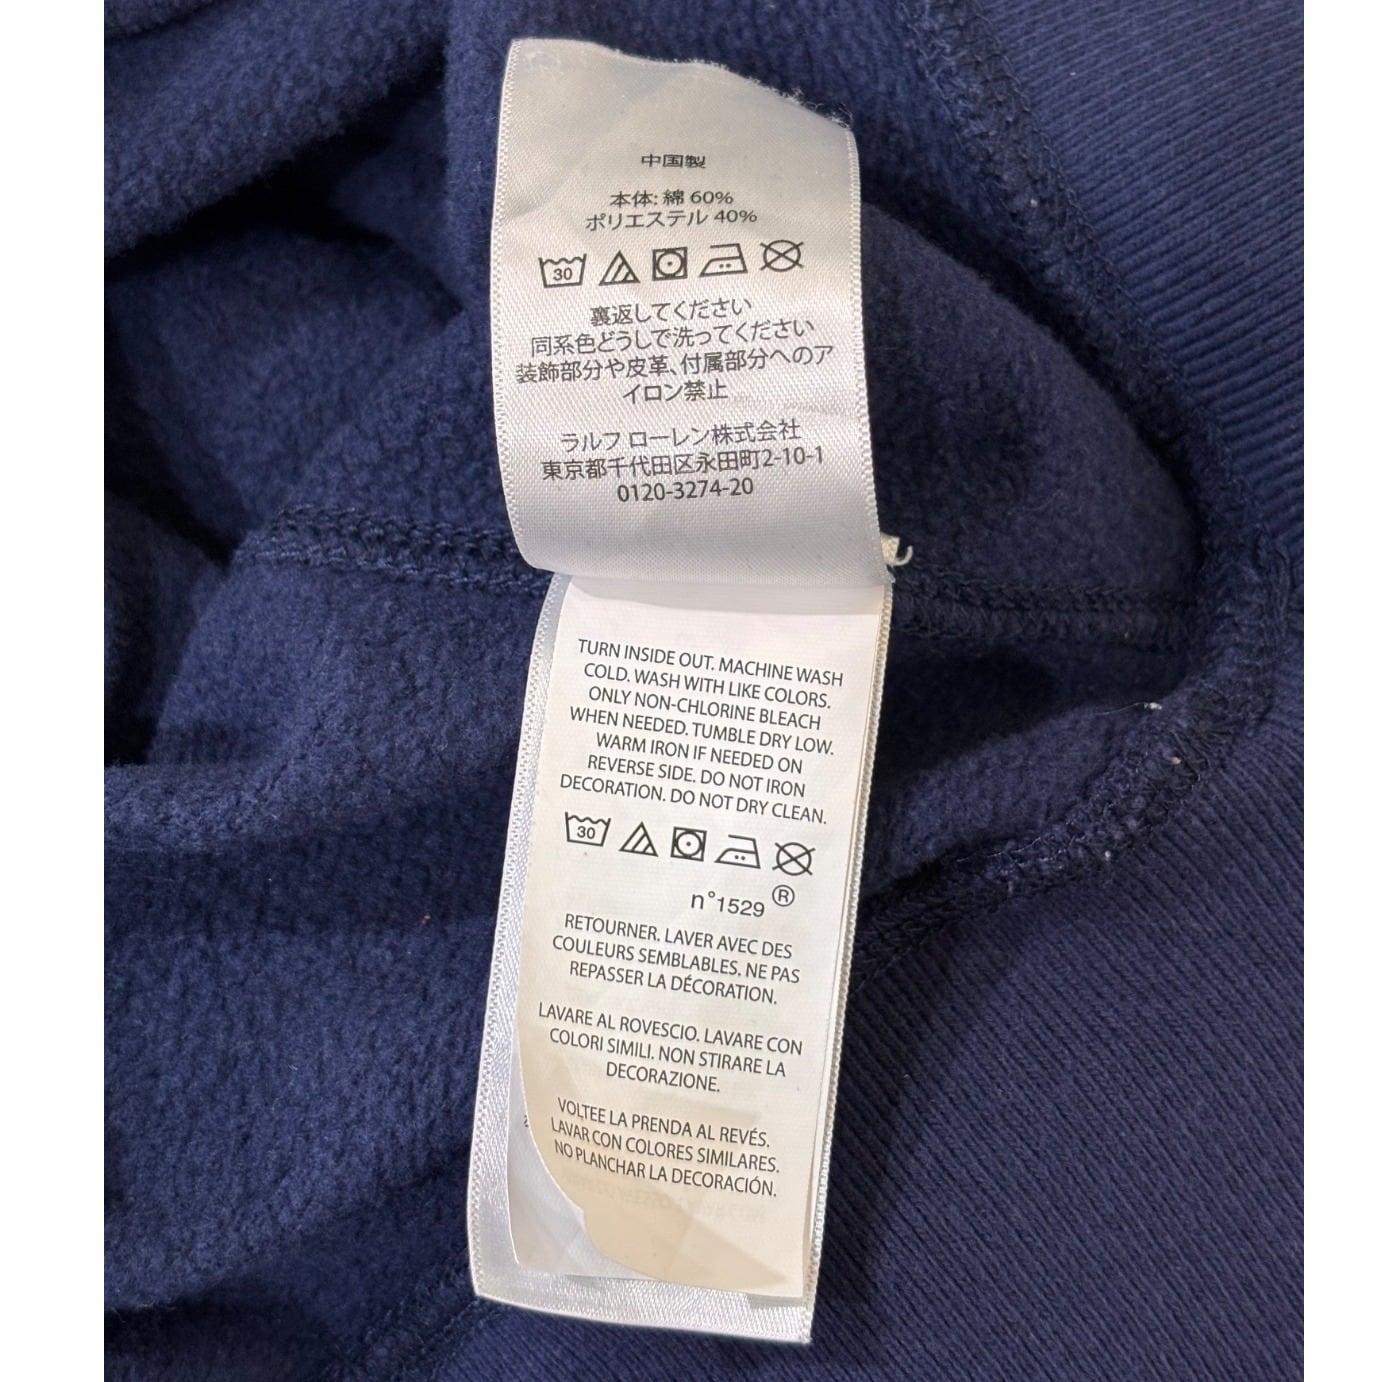 中国製
本体: 綿 60%
ポリエステル 40%
30
裏返してください
同系色どうしで洗ってください
装飾部分や皮革、付属部分へのア
イロン禁止
ラルフ ローレン株式会社
東京都千代田区永田町2-10-1
0120-3274-20
TURN INSIDE OUT. MACHINE WASH
COLD. WASH WITH LIKE COLORS.
ONLY NON-CHLORINE BLEACH
WHEN NEEDED. TUMBLE DRY LOW.
WARM IRON IF NEEDED ON
REVERSE SIDE. DO NOT IRON
DECORATION. DO NOT DRY CLEAN.
30
n°1529 ®
RETOURNER. LAVER AVEC DES
COULEURS SEMBLABLES. NE PAS
REPASSER LA DÉCORATION.
LAVARE AL ROVESCIO. LAVARE CON
COLORI SIMILI. NON STIRARE LA
DECORAZIONE.
VOLTEE LA PRENDA AL REVÉS.
LAVAR CON COLORES SIMILARES.
NO PLANCHAR LA DECORACIÓN.